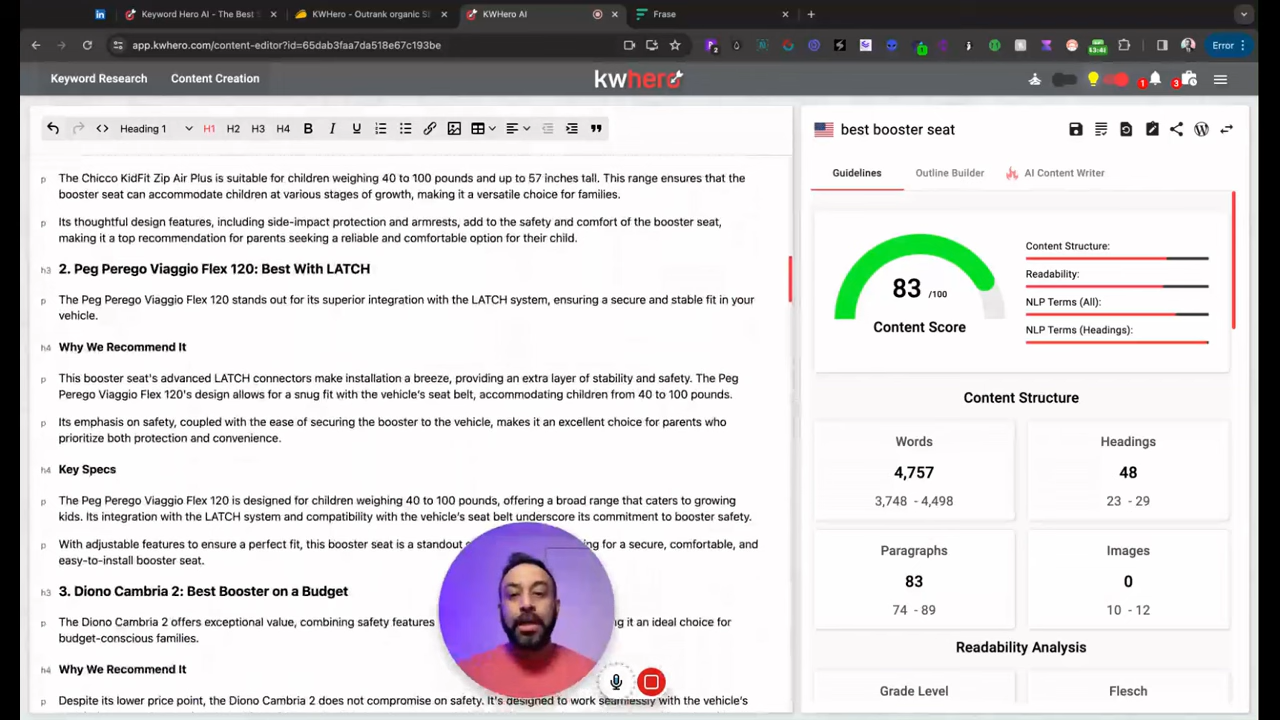 Keyword Hero AI - The Best
KWHero - Outrank organic S
KWHero AI
Frase
app.kwhero.com/content-editor?id=65dab3faa7da518e67c193be
Error
Keyword Research
Content Creation
kwhero
1
3
Heading 1
H1
H2
H3
H4
B
I
U
p The Chicco KidFit Zip Air Plus is suitable for children weighing 40 to 100 pounds and up to 57 inches tall. This range ensures that the
booster seat can accommodate children at various stages of growth, making it a versatile choice for families.
p Its thoughtful design features, including side-impact protection and armrests, add to the safety and comfort of the booster seat,
making it a top recommendation for parents seeking a reliable and comfortable option for their child.
h3 2. Peg Perego Viaggio Flex 120: Best With LATCH
p The Peg Perego Viaggio Flex 120 stands out for its superior integration with the LATCH system, ensuring a secure and stable fit in your
vehicle.
h4 Why We Recommend It
p This booster seat's advanced LATCH connectors make installation a breeze, providing an extra layer of stability and safety. The Peg
Perego Viaggio Flex 120's design allows for a snug fit with the vehicle's seat belt, accommodating children from 40 to 100 pounds.
p Its emphasis on safety, coupled with the ease of securing the booster to the vehicle, makes it an excellent choice for parents who
prioritize both protection and convenience.
h4 Key Specs
p The Peg Perego Viaggio Flex 120 is designed for children weighing 40 to 100 pounds, offering a broad range that caters to growing
kids. Its integration with the LATCH system and compatibility with the vehicle's seat belt underscore its commitment to booster safety.
p With adjustable features to ensure a perfect fit, this booster seat is a standout for a secure, comfortable, and
easy-to-install booster seat.
h3 3. Diono Cambria 2: Best Booster on a Budget
p The Diono Cambria 2 offers exceptional value, combining safety features it an ideal choice for
budget-conscious families.
h4 Why We Recommend It
p Despite its lower price point, the Diono Cambria 2 does not compromise on safety. It's designed to work seamlessly with the vehicle's
best booster seat
Guidelines
Outline Builder
AI Content Writer
83 /100
Content Score
Content Structure:
Readability:
NLP Terms (All):
NLP Terms (Headings):
Content Structure
Words
4,757
3,748 - 4,498
Headings
48
23 - 29
Paragraphs
83
74 - 89
Images
0
10 - 12
Readability Analysis
Grade Level
Flesch